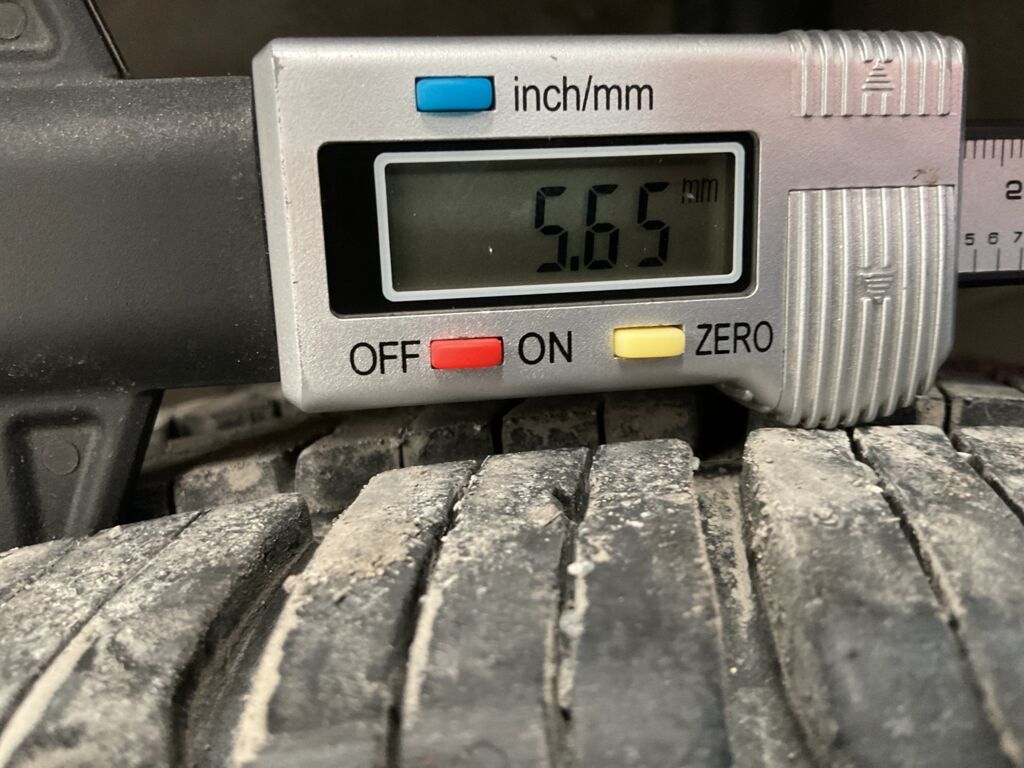 inch/mm
5.65 mm
OFF ON ZERO
2
5 6 7